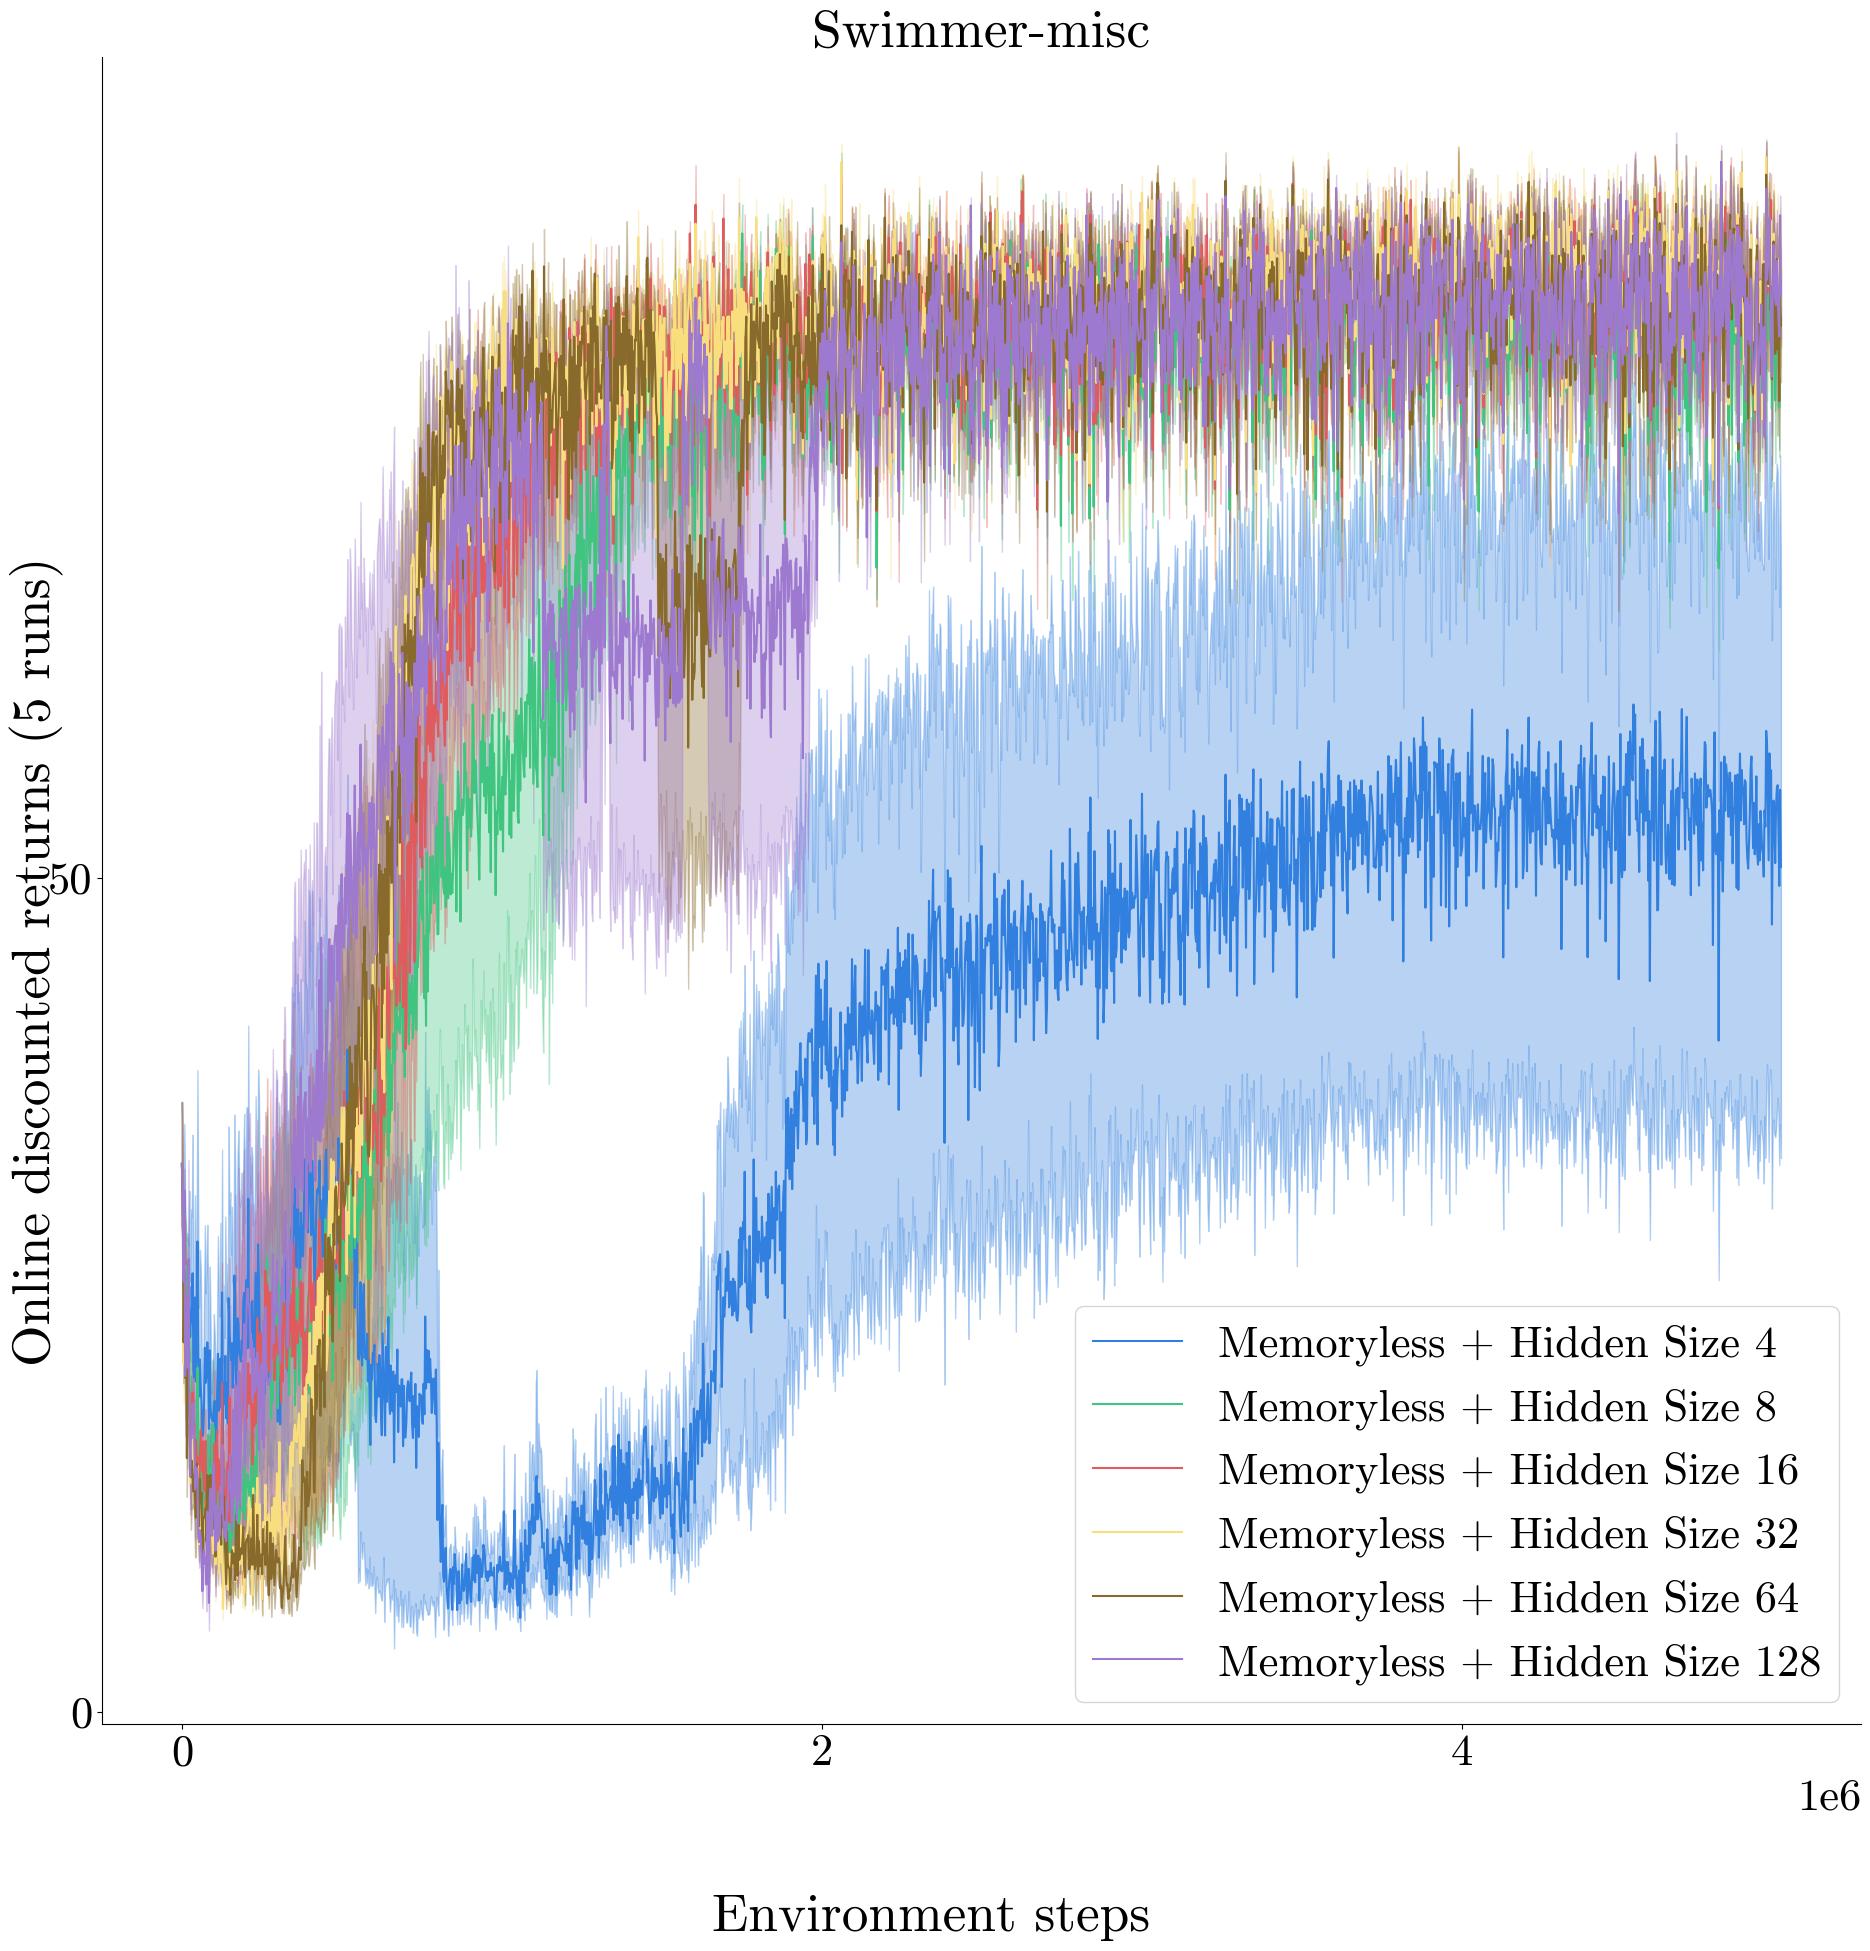 Swimmer-misc
Online discounted returns (5 runs)
50
0
0 2 4
1e6
Environment steps
Memoryless + Hidden Size 4
Memoryless + Hidden Size 8
Memoryless + Hidden Size 16
Memoryless + Hidden Size 32
Memoryless + Hidden Size 64
Memoryless + Hidden Size 128